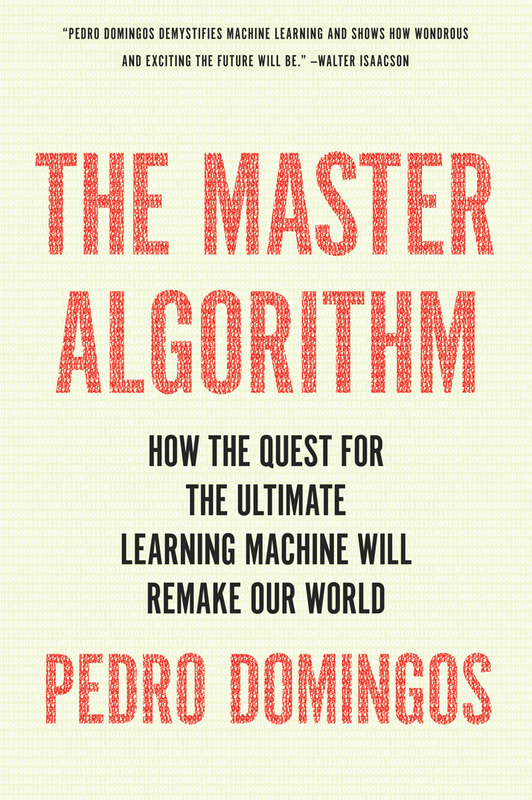 “PEDRO DOMINGOS DEMYSTIFIES MACHINE LEARNING AND SHOWS HOW WONDROUS
AND EXCITING THE FUTURE WILL BE.” —WALTER ISAACSON
THE MASTER
ALGORITHM
HOW THE QUEST FOR
THE ULTIMATE
LEARNING MACHINE WILL
REMAKE OUR WORLD
PEDRO DOMINGOS